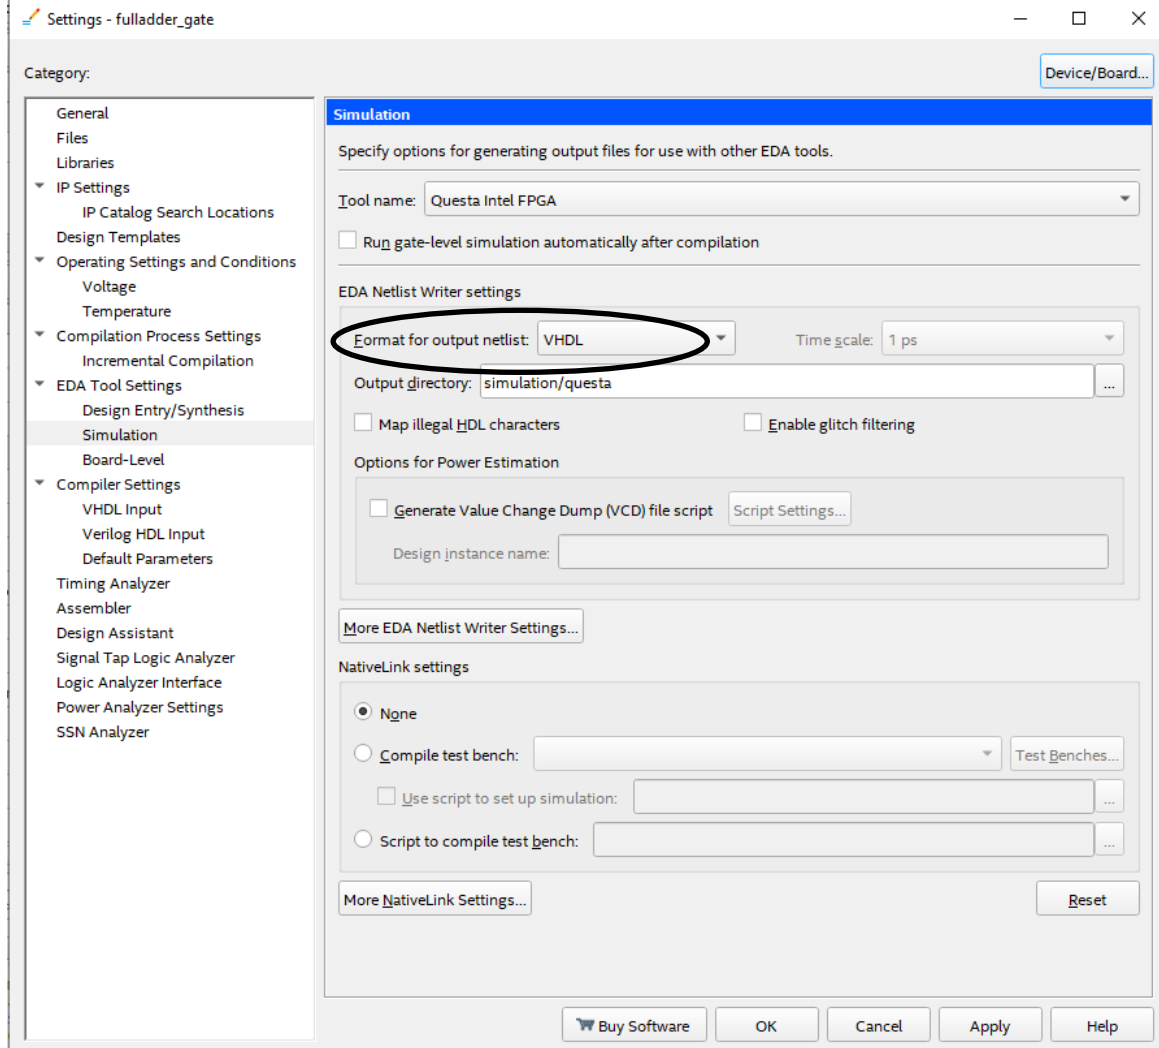 Settings - fulladder_gate
Category:
Device/Board...
General
Files
Libraries
IP Settings
IP Catalog Search Locations
Design Templates
Operating Settings and Conditions
Voltage
Temperature
Compilation Process Settings
Incremental Compilation
EDA Tool Settings
Design Entry/Synthesis
Simulation
Board-Level
Compiler Settings
VHDL Input
Verilog HDL Input
Default Parameters
Timing Analyzer
Assembler
Design Assistant
Signal Tap Logic Analyzer
Logic Analyzer Interface
Power Analyzer Settings
SSN Analyzer
Simulation
Specify options for generating output files for use with other EDA tools.
Tool name: Questa Intel FPGA
Run gate-level simulation automatically after compilation
EDA Netlist Writer settings
Format for output netlist: VHDL Time scale: 1 ps
Output directory: simulation/questa ...
Map illegal HDL characters Enable glitch filtering
Options for Power Estimation
Generate Value Change Dump (VCD) file script Script Settings...
Design instance name:
More EDA Netlist Writer Settings...
NativeLink settings
None
Compile test bench: Test Benches...
Use script to set up simulation: ...
Script to compile test bench: ...
More NativeLink Settings... Reset
Buy Software OK Cancel Apply Help